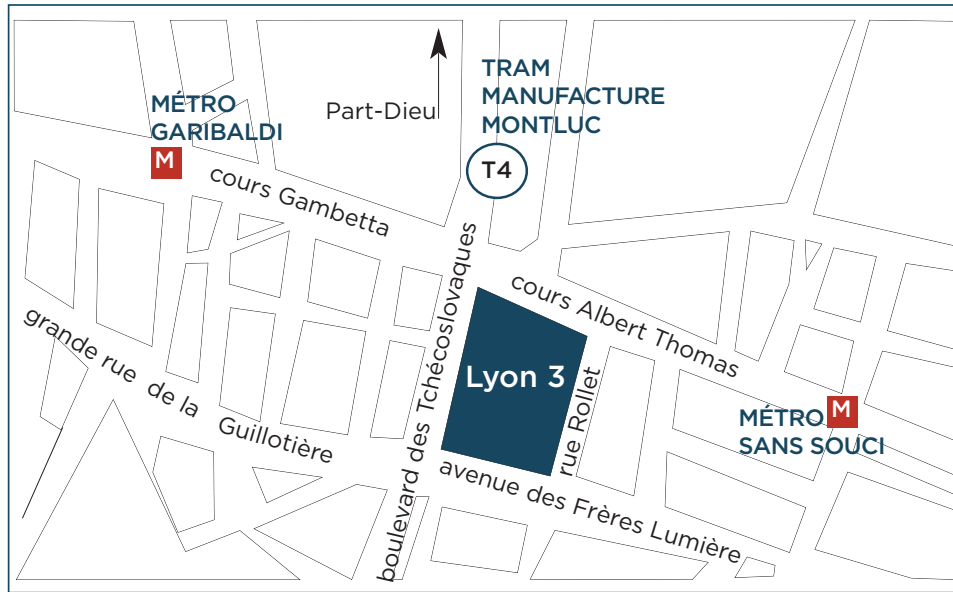 TRAM
MANUFACTURE
MONTLUC
MÉTRO
GARIBALDI
M
Part-Dieu
T4
cours Gambetta
boulevard des Tchécoslovaques
cours Albert Thomas
grande rue de la Guillotière
Lyon 3
rue Rollet
MÉTRO
SANS SOUCI
M
avenue des Frères Lumière